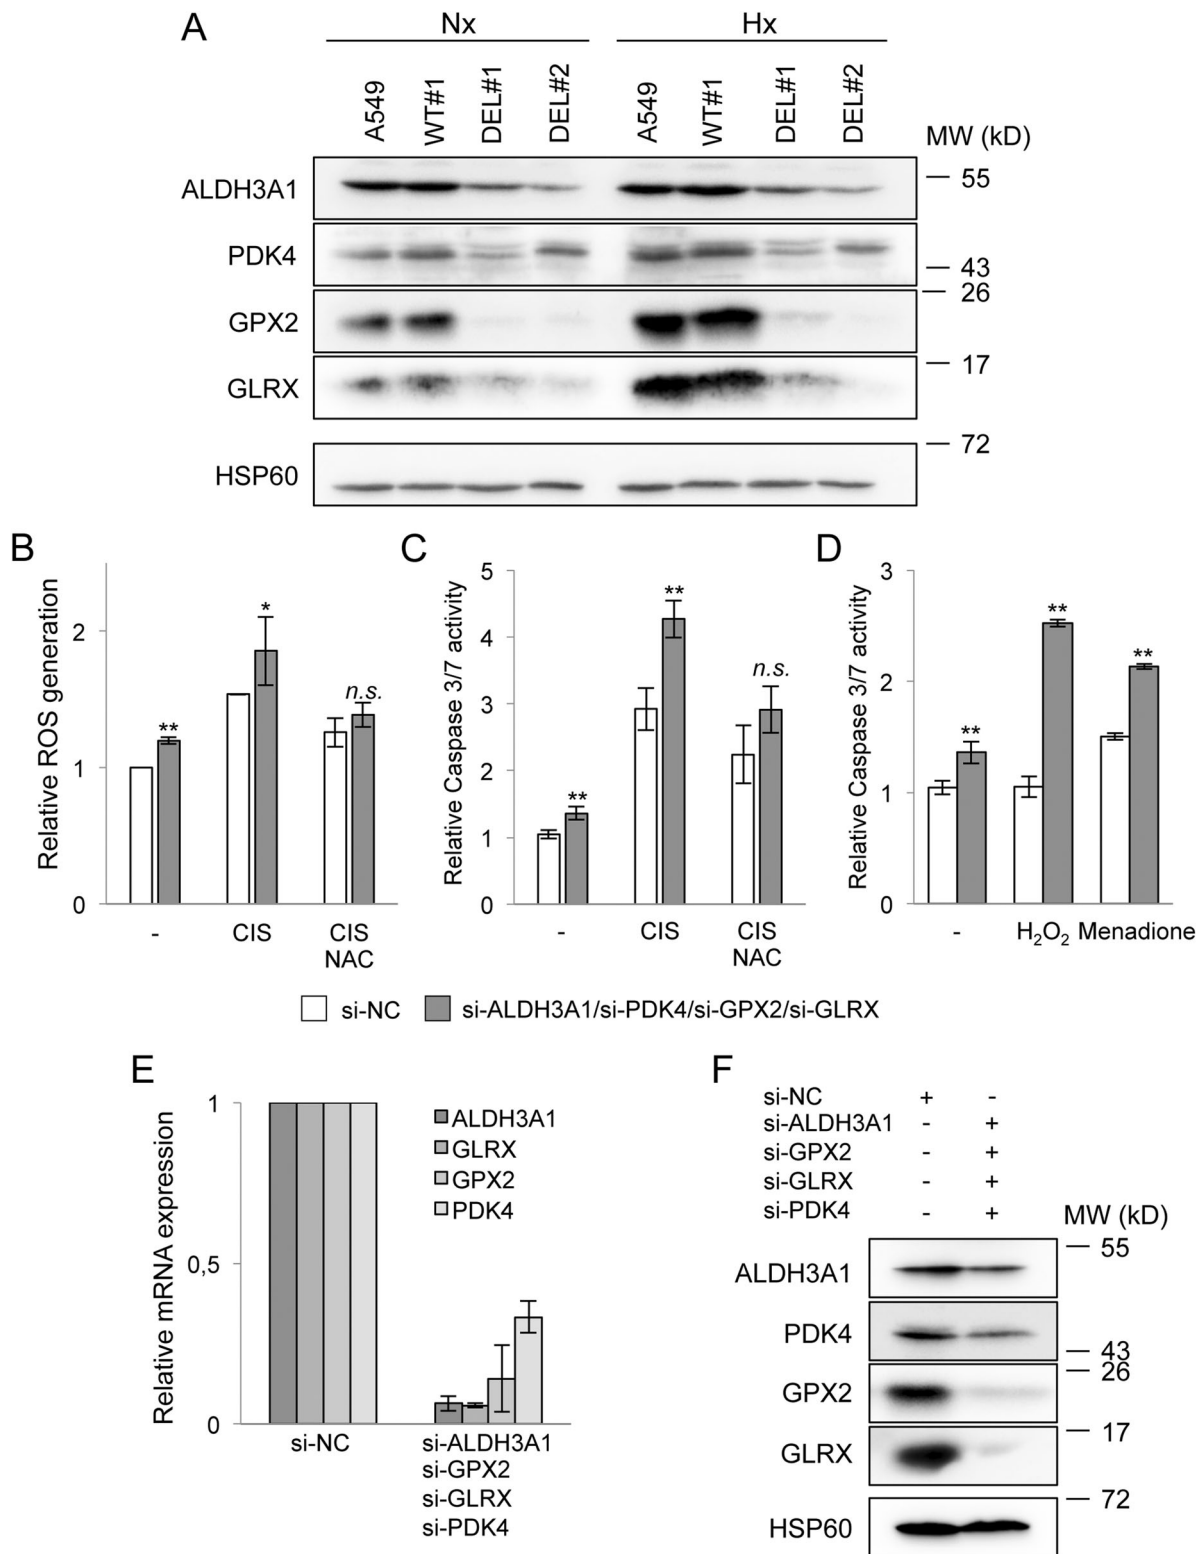 A
Nx
Hx
A549
WT#1
DEL#1
DEL#2
A549
WT#1
DEL#1
DEL#2
MW (kD)
ALDH3A1
55
PDK4
43
26
GPX2
17
GLRX
72
HSP60
B
Relative ROS generation
2
1
0
**
*
n.s.
-
CIS
CIS
NAC
C
Relative Caspase 3/7 activity
5
4
3
2
1
0
**
**
n.s.
-
CIS
CIS
NAC
D
Relative Caspase 3/7 activity
3
2
1
0
**
**
**
-
H₂O₂
Menadione
si-NC
si-ALDH3A1/si-PDK4/si-GPX2/si-GLRX
E
Relative mRNA expression
1
0,5
0
ALDH3A1
GLRX
GPX2
PDK4
si-NC
si-ALDH3A1
si-GPX2
si-GLRX
si-PDK4
F
si-NC + -
si-ALDH3A1 - +
si-GPX2 - +
si-GLRX - +
si-PDK4 - +
MW (kD)
ALDH3A1
55
PDK4
43
26
GPX2
17
GLRX
72
HSP60